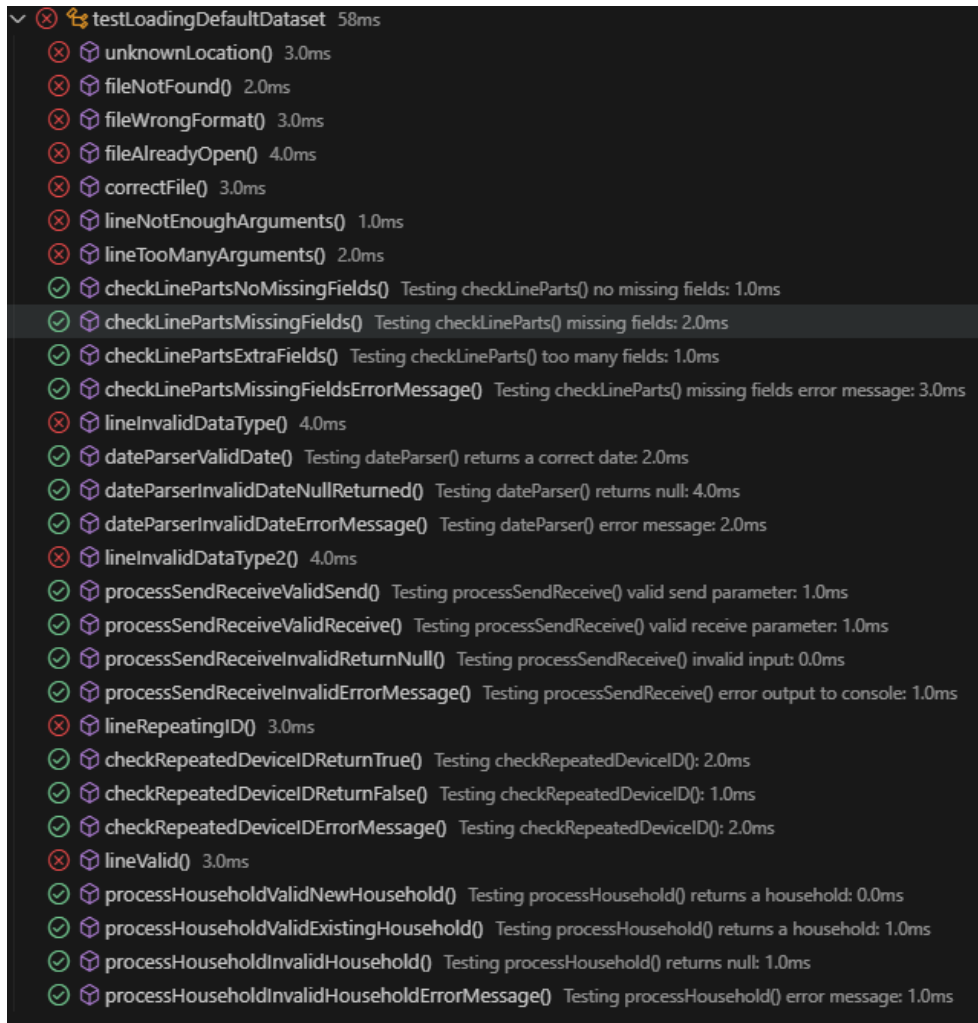 testLoadingDefaultDataset 58ms
unknownLocation() 3.0ms
fileNotFound() 2.0ms
fileWrongFormat() 3.0ms
fileAlreadyOpen() 4.0ms
correctFile() 3.0ms
lineNotEnoughArguments() 1.0ms
lineTooManyArguments() 2.0ms
checkLinePartsNoMissingFields() Testing checkLineParts() no missing fields: 1.0ms
checkLinePartsMissingFields() Testing checkLineParts() missing fields: 2.0ms
checkLinePartsExtraFields() Testing checkLineParts() too many fields: 1.0ms
checkLinePartsMissingFieldsErrorMessage() Testing checkLineParts() missing fields error message: 3.0ms
lineInvalidDataType() 4.0ms
dateParserValidDate() Testing dateParser() returns a correct date: 2.0ms
dateParserInvalidDateNullReturned() Testing dateParser() returns null: 4.0ms
dateParserInvalidDateErrorMessage() Testing dateParser() error message: 2.0ms
lineInvalidDataType2() 4.0ms
processSendReceiveValidSend() Testing processSendReceive() valid send parameter: 1.0ms
processSendReceiveValidReceive() Testing processSendReceive() valid receive parameter: 1.0ms
processSendReceiveInvalidReturnNull() Testing processSendReceive() invalid input: 0.0ms
processSendReceiveInvalidErrorMessage() Testing processSendReceive() error output to console: 1.0ms
lineRepeatingID() 3.0ms
checkRepeatedDeviceIDReturnTrue() Testing checkRepeatedDeviceID(): 2.0ms
checkRepeatedDeviceIDReturnFalse() Testing checkRepeatedDeviceID(): 1.0ms
checkRepeatedDeviceIDErrorMessage() Testing checkRepeatedDeviceID(): 2.0ms
lineValid() 3.0ms
processHouseholdValidNewHousehold() Testing processHousehold() returns a household: 0.0ms
processHouseholdValidExistingHousehold() Testing processHousehold() returns a household: 1.0ms
processHouseholdInvalidHousehold() Testing processHousehold() returns null: 1.0ms
processHouseholdInvalidHouseholdErrorMessage() Testing processHousehold() error message: 1.0ms